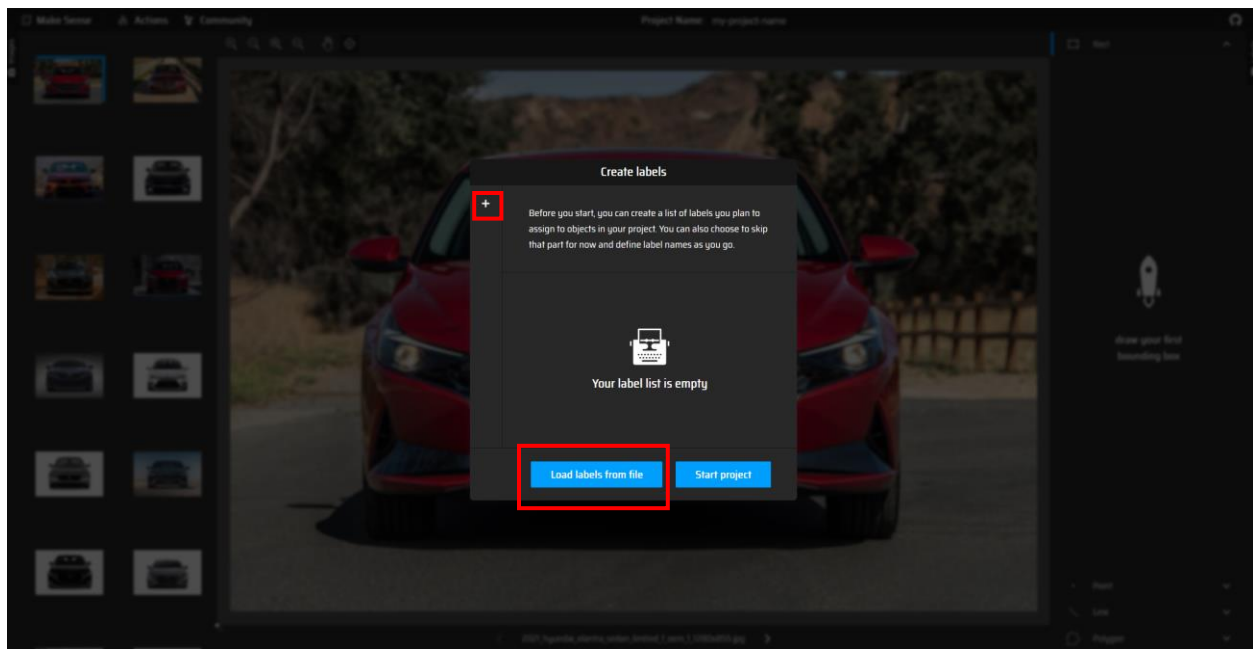 Make Sense Actions Community Project Name: my-project-name
Rect
Create labels
+
Before you start, you can create a list of labels you plan to
assign to objects in your project. You can also choose to skip
that part for now and define label names as you go.
draw your first
bounding box
Your label list is empty
Load labels from file Start project
Point
Line
Polygon